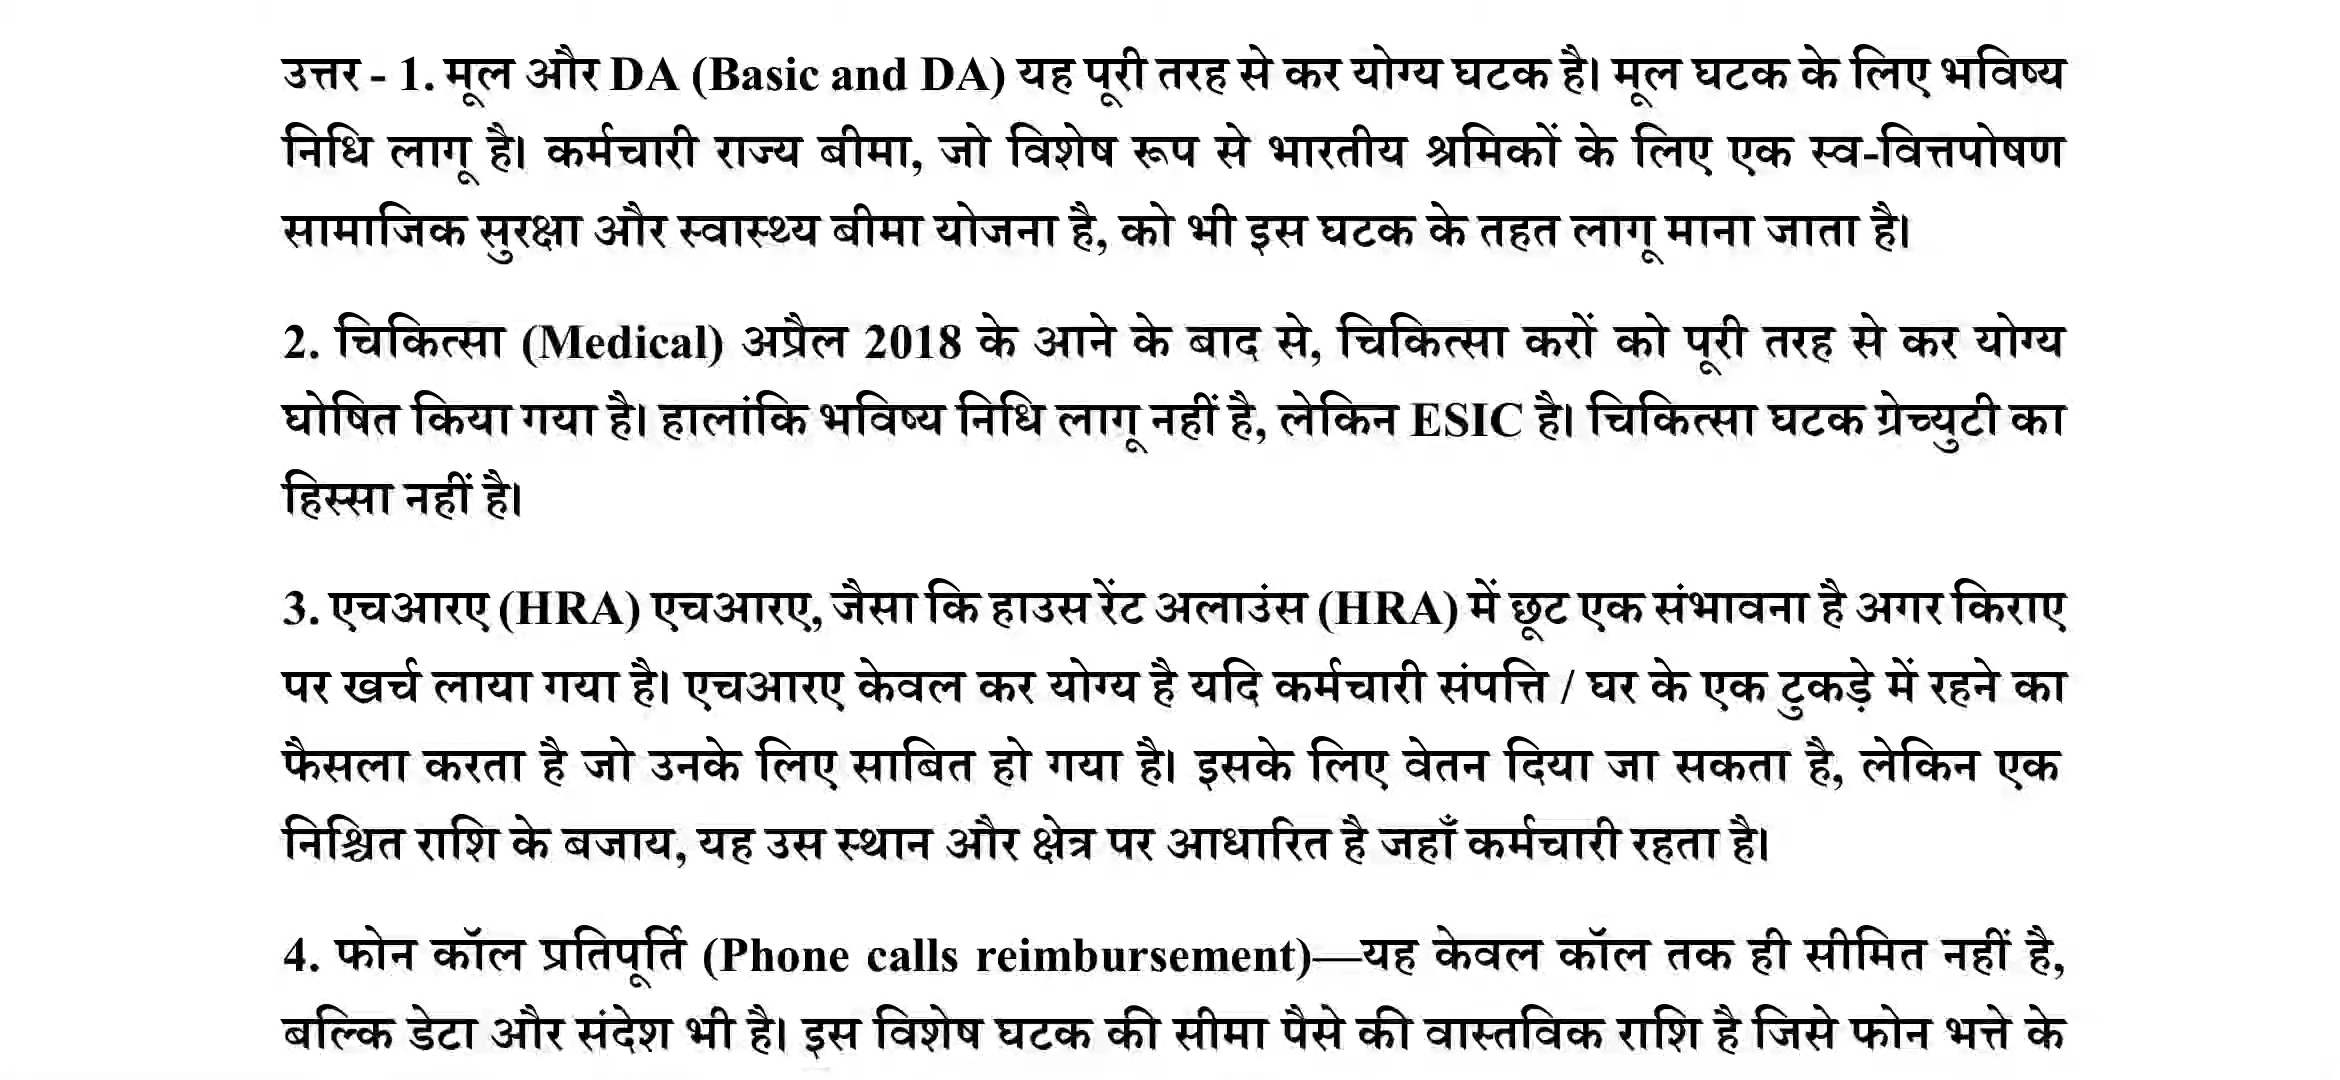 उत्तर - 1. मूल और DA (Basic and DA) यह पूरी तरह से कर योग्य घटक है। मूल घटक के लिए भविष्य
निधि लागू है। कर्मचारी राज्य बीमा, जो विशेष रूप से भारतीय श्रमिकों के लिए एक स्व-वित्तपोषण
सामाजिक सुरक्षा और स्वास्थ्य बीमा योजना है, को भी इस घटक के तहत लागू माना जाता है।
2. चिकित्सा (Medical) अप्रैल 2018 के आने के बाद से, चिकित्सा करों को पूरी तरह से कर योग्य
घोषित किया गया है। हालांकि भविष्य निधि लागू नहीं है, लेकिन ESIC है। चिकित्सा घटक ग्रेच्युटी का
हिस्सा नहीं है।
3. एचआरए (HRA) एचआरए, जैसा कि हाउस रेंट अलाउंस (HRA) में छूट एक संभावना है अगर किराए
पर खर्च लाया गया है। एचआरए केवल कर योग्य है यदि कर्मचारी संपत्ति / घर के एक टुकड़े में रहने का
फैसला करता है जो उनके लिए साबित हो गया है। इसके लिए वेतन दिया जा सकता है, लेकिन एक
निश्चित राशि के बजाय, यह उस स्थान और क्षेत्र पर आधारित है जहाँ कर्मचारी रहता है।
4. फोन कॉल प्रतिपूर्ति (Phone calls reimbursement)—यह केवल कॉल तक ही सीमित नहीं है,
बल्कि डेटा और संदेश भी है। इस विशेष घटक की सीमा पैसे की वास्तविक राशि है जिसे फोन भत्ते के